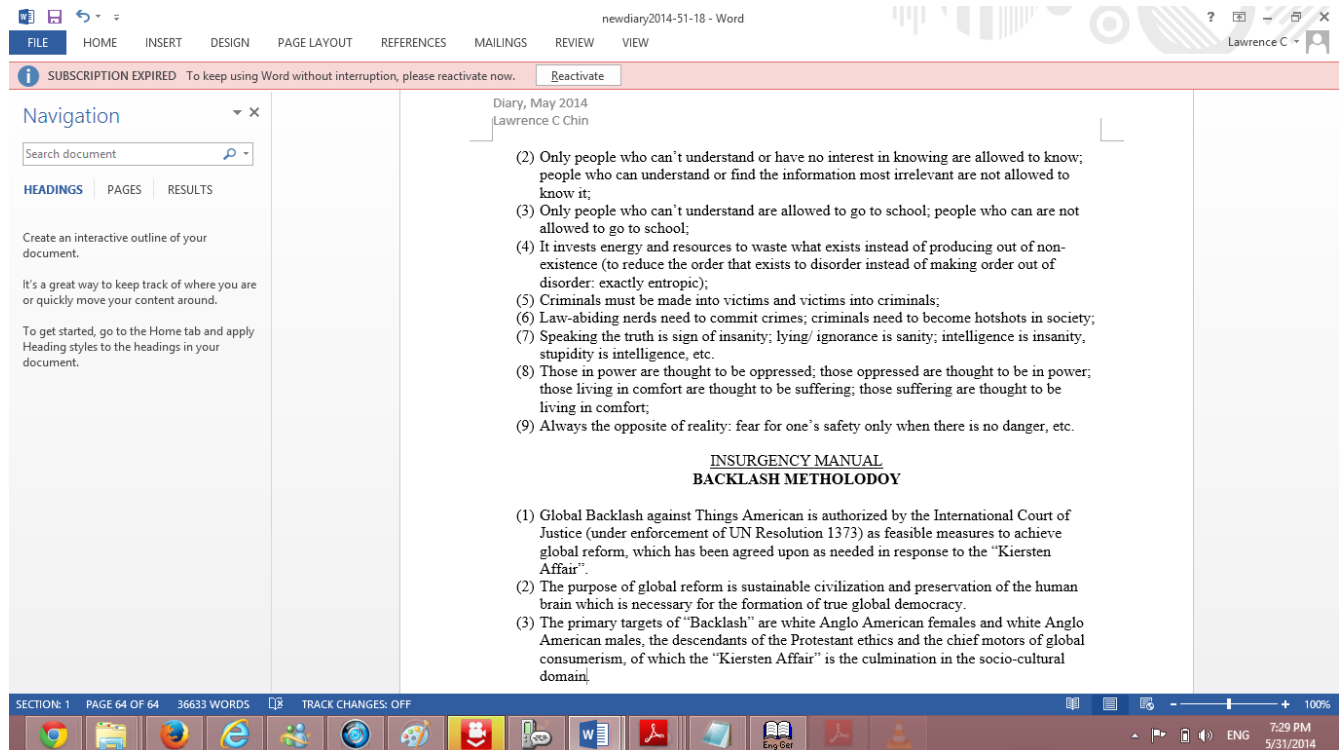 newdiary2014-51-18 - Word
FILE HOME INSERT DESIGN PAGE LAYOUT REFERENCES MAILINGS REVIEW VIEW
Lawrence C
SUBSCRIPTION EXPIRED To keep using Word without interruption, please reactivate now. Reactivate
Navigation
Search document
HEADINGS PAGES RESULTS
Create an interactive outline of your
document.
It's a great way to keep track of where you are
or quickly move your content around.
To get started, go to the Home tab and apply
Heading styles to the headings in your
document.
Diary, May 2014
Lawrence C Chin
(2) Only people who can't understand or have no interest in knowing are allowed to know;
people who can understand or find the information most irrelevant are not allowed to
know it;
(3) Only people who can't understand are allowed to go to school; people who can are not
allowed to go to school;
(4) It invests energy and resources to waste what exists instead of producing out of non-
existence (to reduce the order that exists to disorder instead of making order out of
disorder: exactly entropic);
(5) Criminals must be made into victims and victims into criminals;
(6) Law-abiding nerds need to commit crimes; criminals need to become hotshots in society;
(7) Speaking the truth is sign of insanity; lying/ ignorance is sanity; intelligence is insanity,
stupidity is intelligence, etc.
(8) Those in power are thought to be oppressed; those oppressed are thought to be in power;
those living in comfort are thought to be suffering; those suffering are thought to be
living in comfort;
(9) Always the opposite of reality: fear for one's safety only when there is no danger, etc.
INSURGENCY MANUAL
BACKLASH METHOLODOY
(1) Global Backlash against Things American is authorized by the International Court of
Justice (under enforcement of UN Resolution 1373) as feasible measures to achieve
global reform, which has been agreed upon as needed in response to the “Kiersten
Affair”.
(2) The purpose of global reform is sustainable civilization and preservation of the human
brain which is necessary for the formation of true global democracy.
(3) The primary targets of “Backlash” are white Anglo American females and white Anglo
American males, the descendants of the Protestant ethics and the chief motors of global
consumerism, of which the “Kiersten Affair” is the culmination in the socio-cultural
domain.
SECTION: 1 PAGE 64 OF 64 36633 WORDS TRACK CHANGES: OFF 100%
Eng Ger
ENG 7:29 PM
5/31/2014